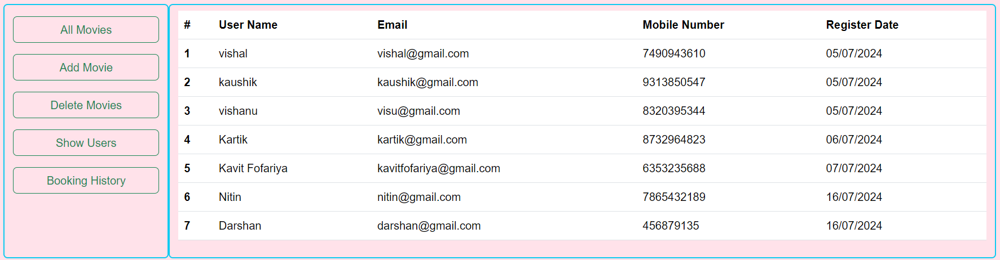 All Movies
Add Movie
Delete Movies
Show Users
Booking History
# User Name Email Mobile Number Register Date
1 vishal vishal@gmail.com 7490943610 05/07/2024
2 kaushik kaushik@gmail.com 9313850547 05/07/2024
3 vishanu visu@gmail.com 8320395344 05/07/2024
4 Kartik kartik@gmail.com 8732964823 06/07/2024
5 Kavit Fofariya kavitfofariya@gmail.com 6353235688 07/07/2024
6 Nitin nitin@gmail.com 7865432189 16/07/2024
7 Darshan darshan@gmail.com 456879135 16/07/2024